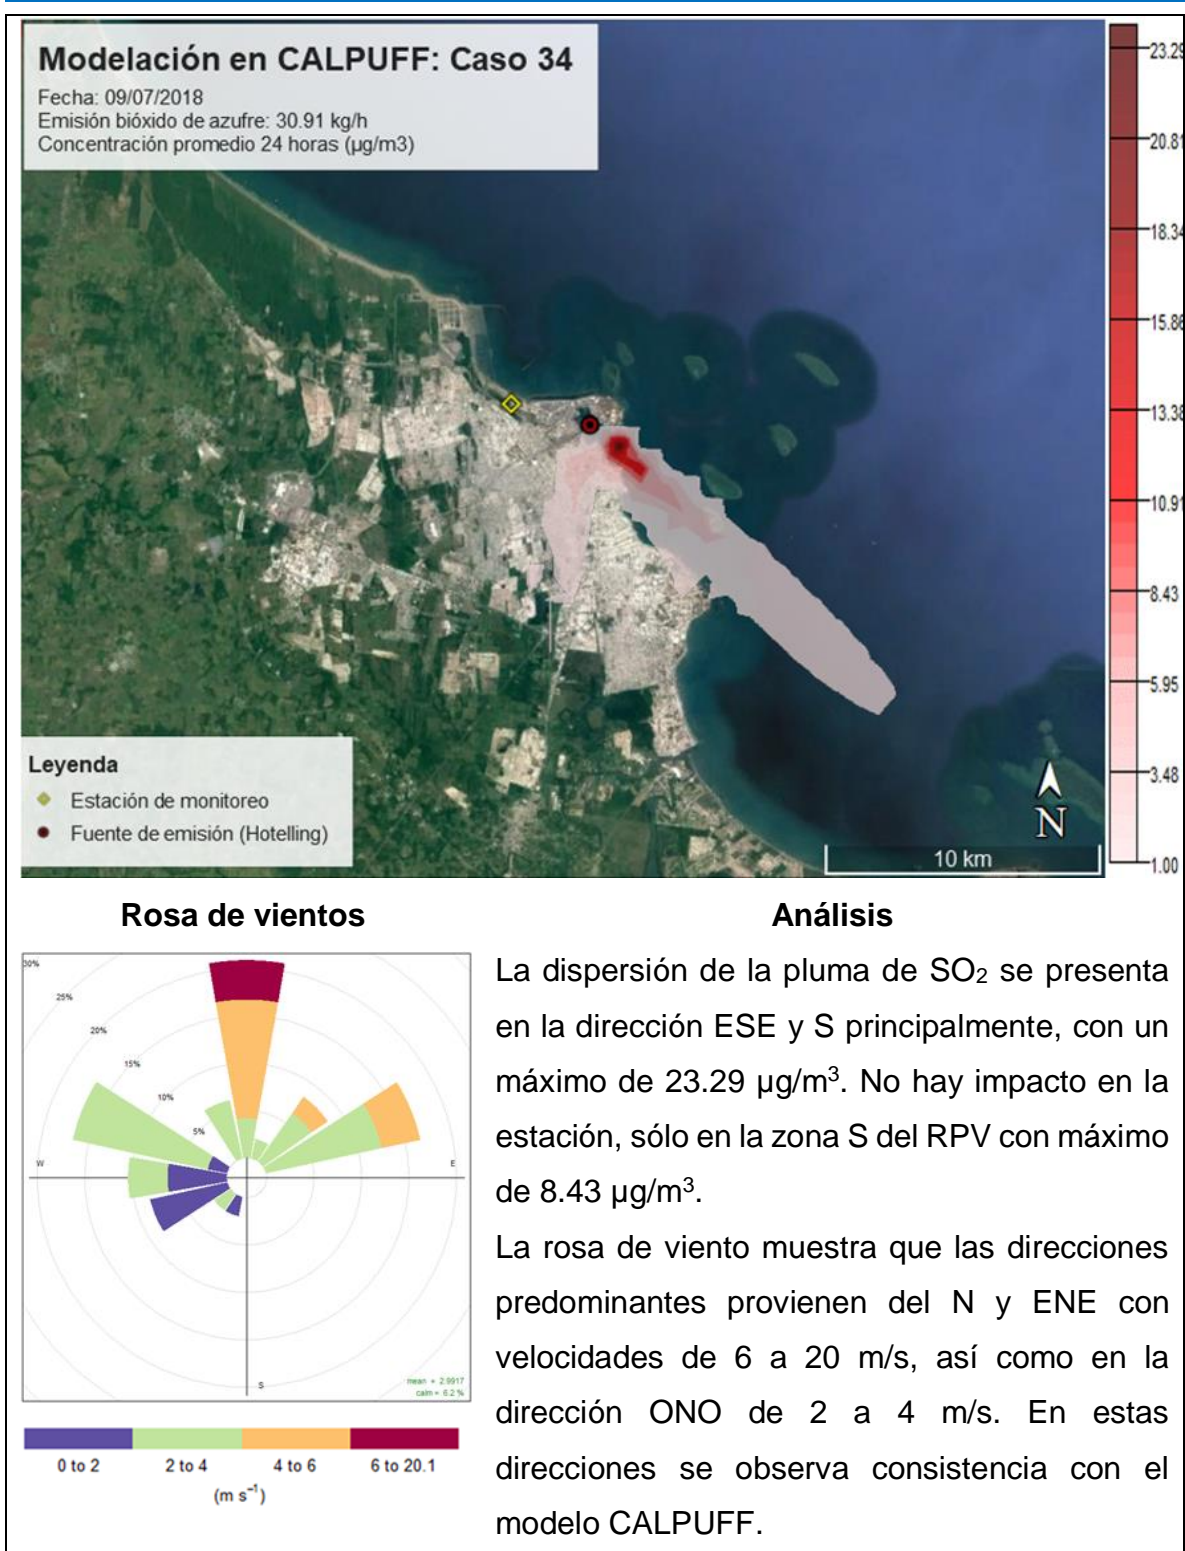 Modelación en CALPUFF: Caso 34
Fecha: 09/07/2018
Emisión bióxido de azufre: 30.91 kg/h
Concentración promedio 24 horas (µg/m3)
23.29
20.81
18.34
15.86
13.38
10.91
8.43
5.95
3.48
1.00
Leyenda
Estación de monitoreo
Fuente de emisión (Hotelling)
N
10 km
Rosa de vientos
30%
25%
20%
15%
10%
5%
W
E
S
mean = 2.9917
calm = 6.2 %
0 to 2
2 to 4
4 to 6
6 to 20.1
(m s⁻¹)
Análisis
La dispersión de la pluma de SO₂ se presenta
en la dirección ESE y S principalmente, con un
máximo de 23.29 µg/m³. No hay impacto en la
estación, sólo en la zona S del RPV con máximo
de 8.43 µg/m³.
La rosa de viento muestra que las direcciones
predominantes provienen del N y ENE con
velocidades de 6 a 20 m/s, así como en la
dirección ONO de 2 a 4 m/s. En estas
direcciones se observa consistencia con el
modelo CALPUFF.